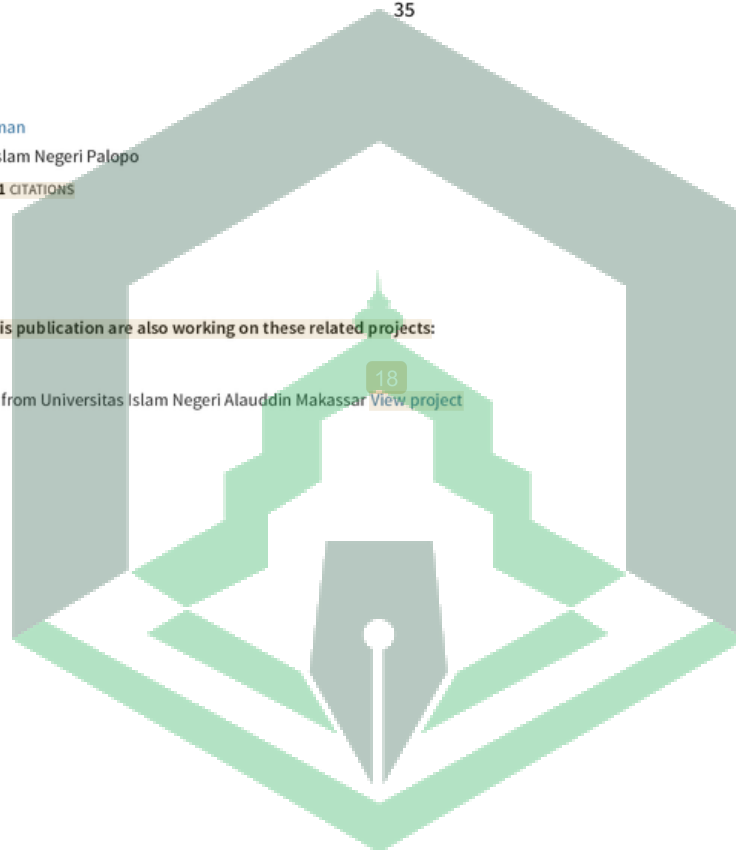 35
man
slam Negeri Palopo
1 CITATIONS
is publication are also working on these related projects:
18
from Universitas Islam Negeri Alauddin Makassar View project